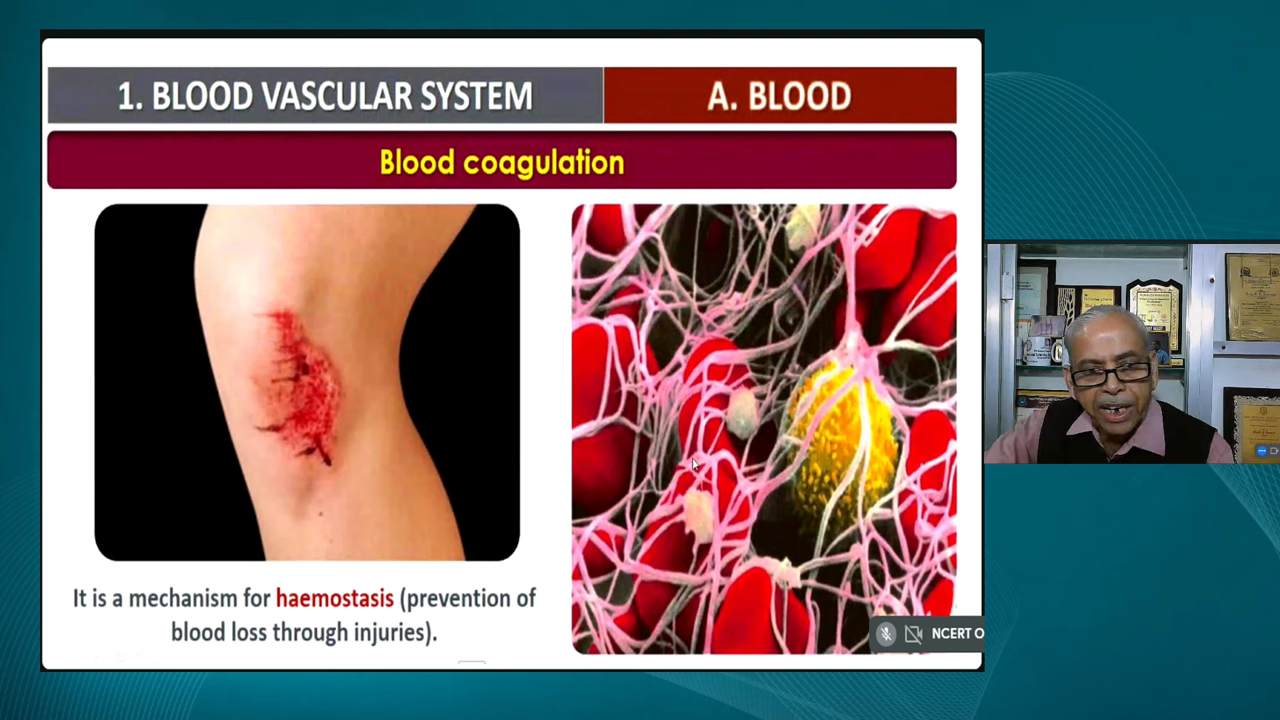 1. BLOOD VASCULAR SYSTEM
A. BLOOD
Blood coagulation
It is a mechanism for haemostasis (prevention of
blood loss through injuries).
NCERT O